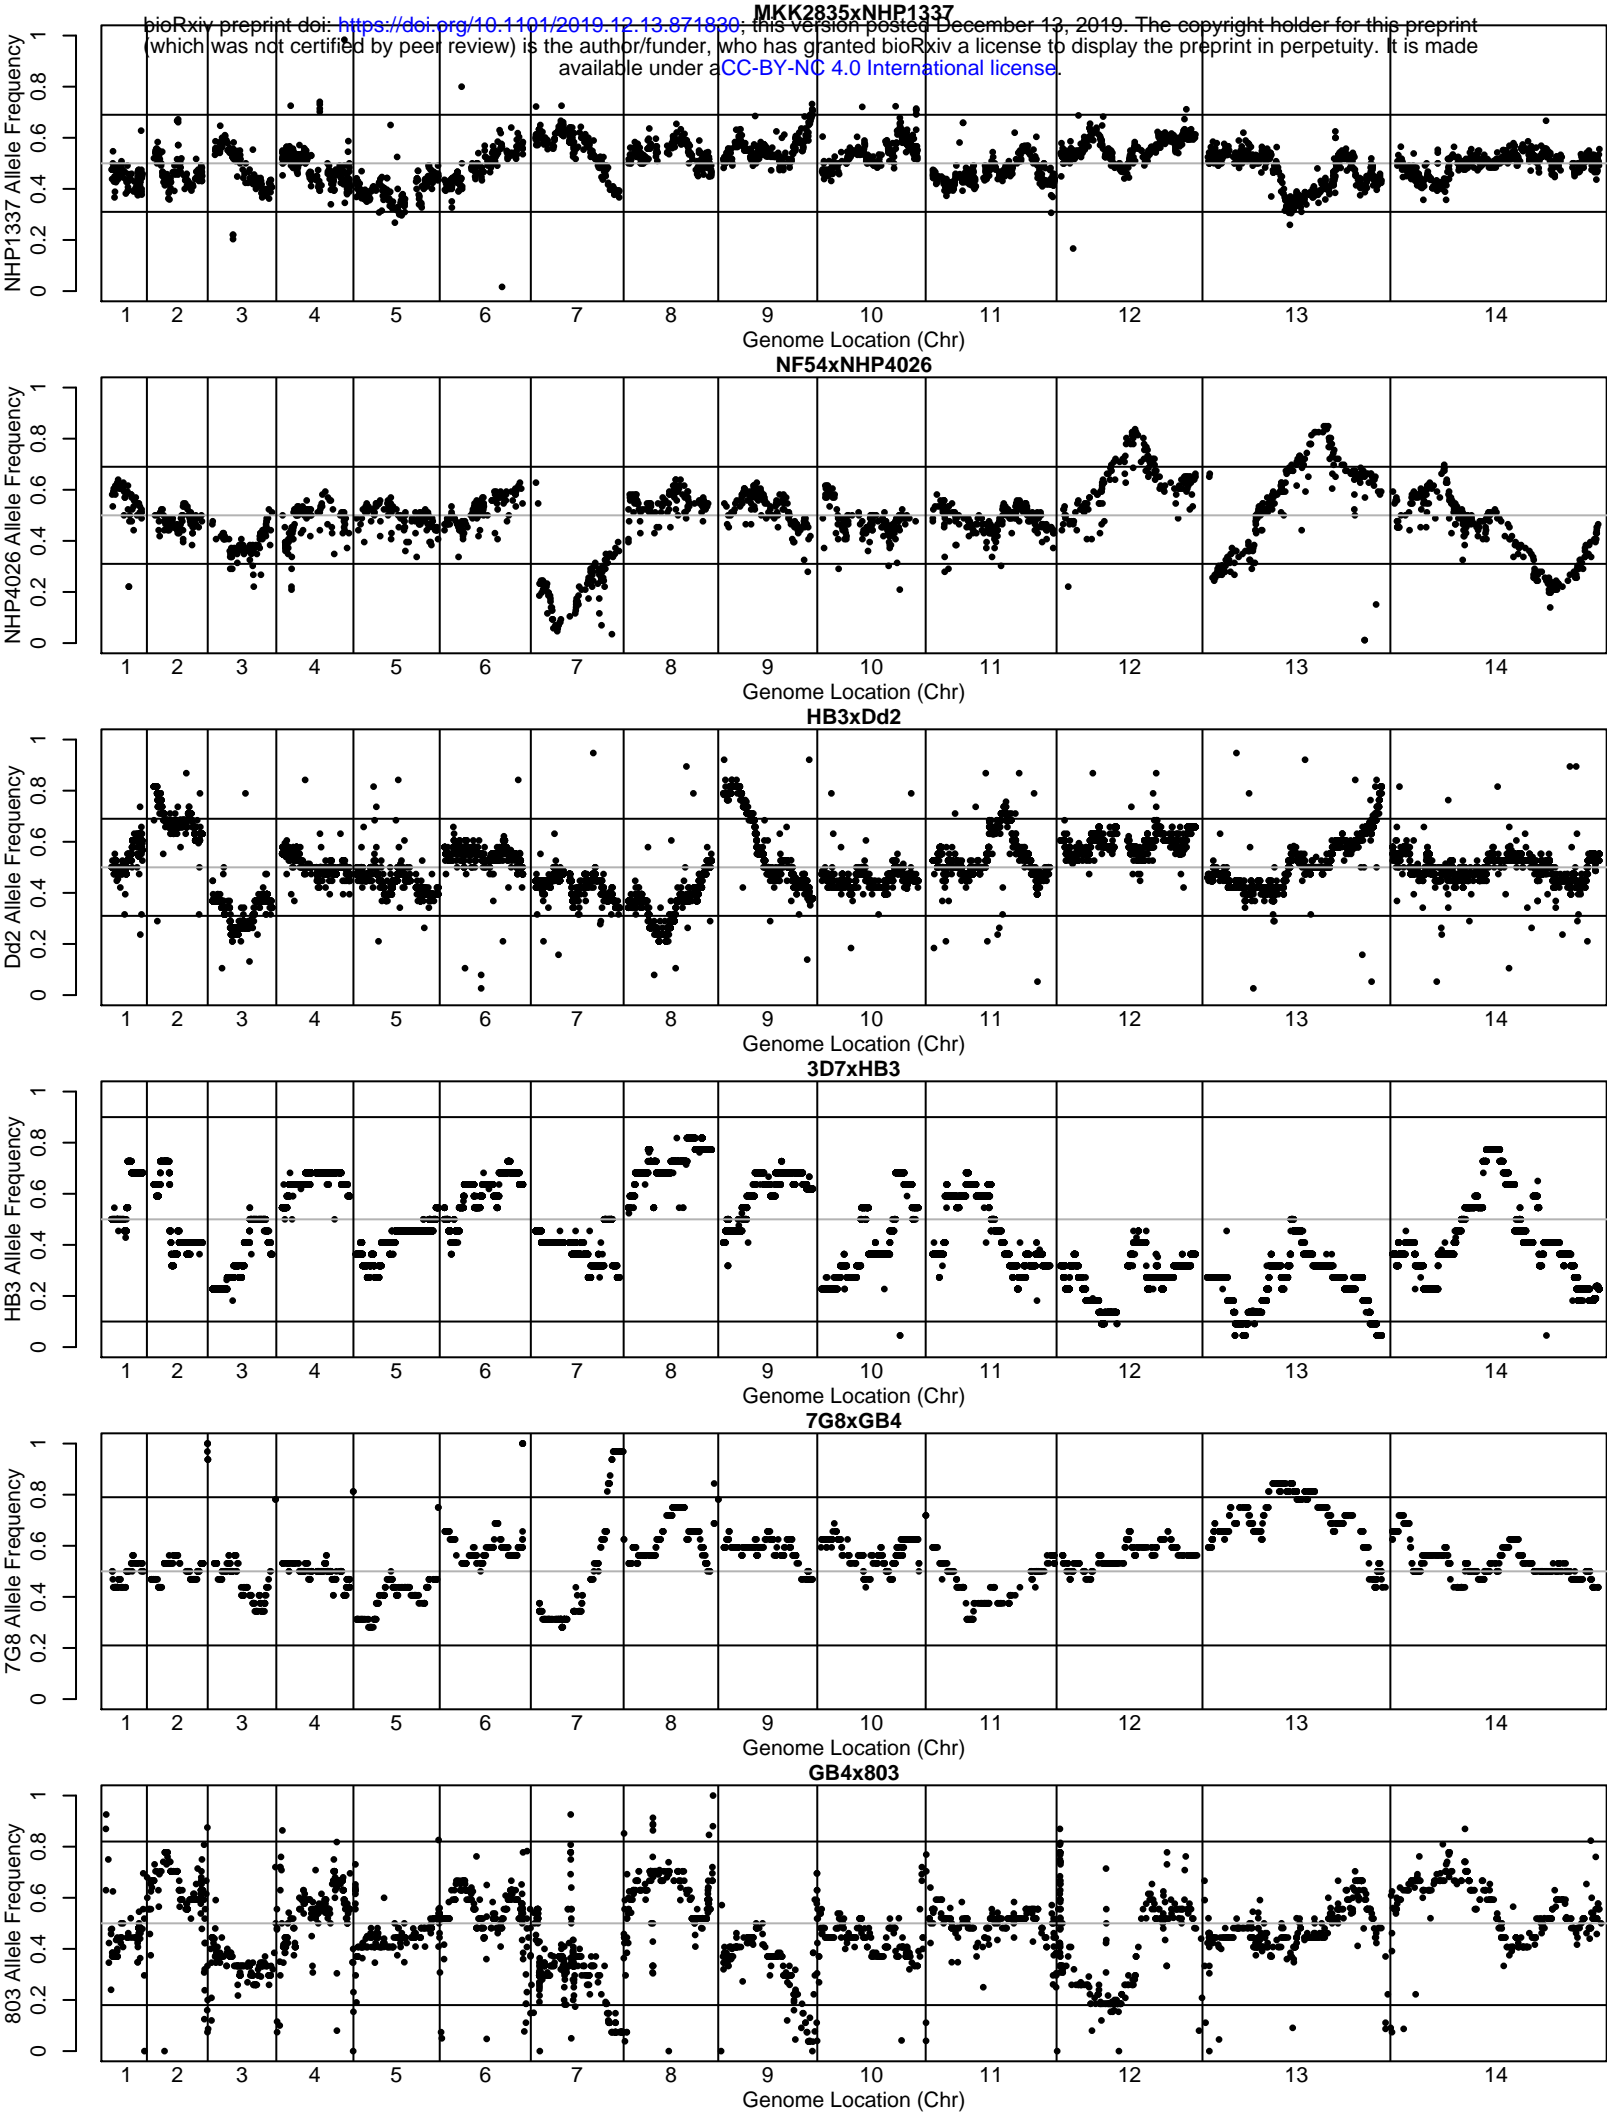 MKK2835xNHP1337
bioRxiv preprint doi: https://doi.org/10.1101/2019.12.13.871830; this version posted December 13, 2019. The copyright holder for this preprint
(which was not certified by peer review) is the author/funder, who has granted bioRxiv a license to display the preprint in perpetuity. It is made
available under aCC-BY-NC 4.0 International license.
NHP1337 Allele Frequency
0 0.2 0.4 0.6 0.8 1
1 2 3 4 5 6 7 8 9 10 11 12 13 14
Genome Location (Chr)
NF54xNHP4026
NHP4026 Allele Frequency
0 0.2 0.4 0.6 0.8 1
1 2 3 4 5 6 7 8 9 10 11 12 13 14
Genome Location (Chr)
HB3xDd2
Dd2 Allele Frequency
0 0.2 0.4 0.6 0.8 1
1 2 3 4 5 6 7 8 9 10 11 12 13 14
Genome Location (Chr)
3D7xHB3
HB3 Allele Frequency
0 0.2 0.4 0.6 0.8 1
1 2 3 4 5 6 7 8 9 10 11 12 13 14
Genome Location (Chr)
7G8xGB4
7G8 Allele Frequency
0 0.2 0.4 0.6 0.8 1
1 2 3 4 5 6 7 8 9 10 11 12 13 14
Genome Location (Chr)
GB4x803
803 Allele Frequency
0 0.2 0.4 0.6 0.8 1
1 2 3 4 5 6 7 8 9 10 11 12 13 14
Genome Location (Chr)